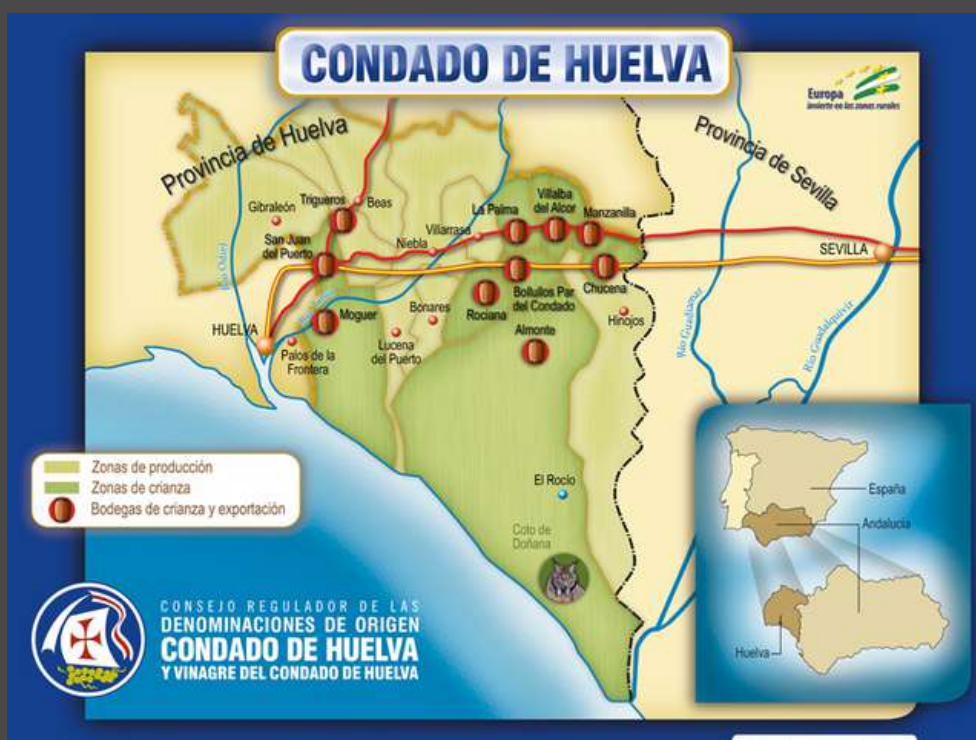 CONDADO DE HUELVA
Europa
invierte en las zonas rurales
Provincia de Huelva
Provincia de Sevilla
Gibraleón
Trigueros
Beas
La Palma
Villalba
del Alcor
Manzanilla
San Juan
del Puerto
Niebla
Villarrasa
SEVILLA
Río Odiel
HUELVA
Moguer
Bonares
Rociana
Bollullos Par
del Condado
Chucena
Hinojos
Palos de la
Frontera
Lucena
del Puerto
Almonte
Río Guadiamar
Río Guadalquivir
Zonas de producción
Zonas de crianza
Bodegas de crianza y exportación
El Rocío
Coto de
Doñana
España
Andalucía
Huelva
CONSEJO REGULADOR DE LAS
DENOMINACIONES DE ORIGEN
CONDADO DE HUELVA
Y VINAGRE DEL CONDADO DE HUELVA